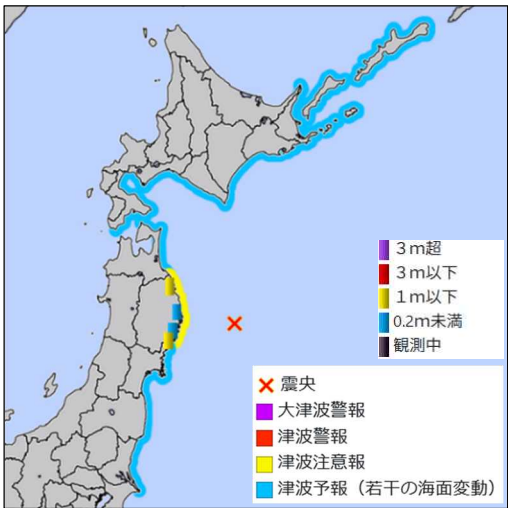 ３ｍ超
３ｍ以下
１ｍ以下
0.2m未満
観測中
震央
大津波警報
津波警報
津波注意報
津波予報（若干の海面変動）